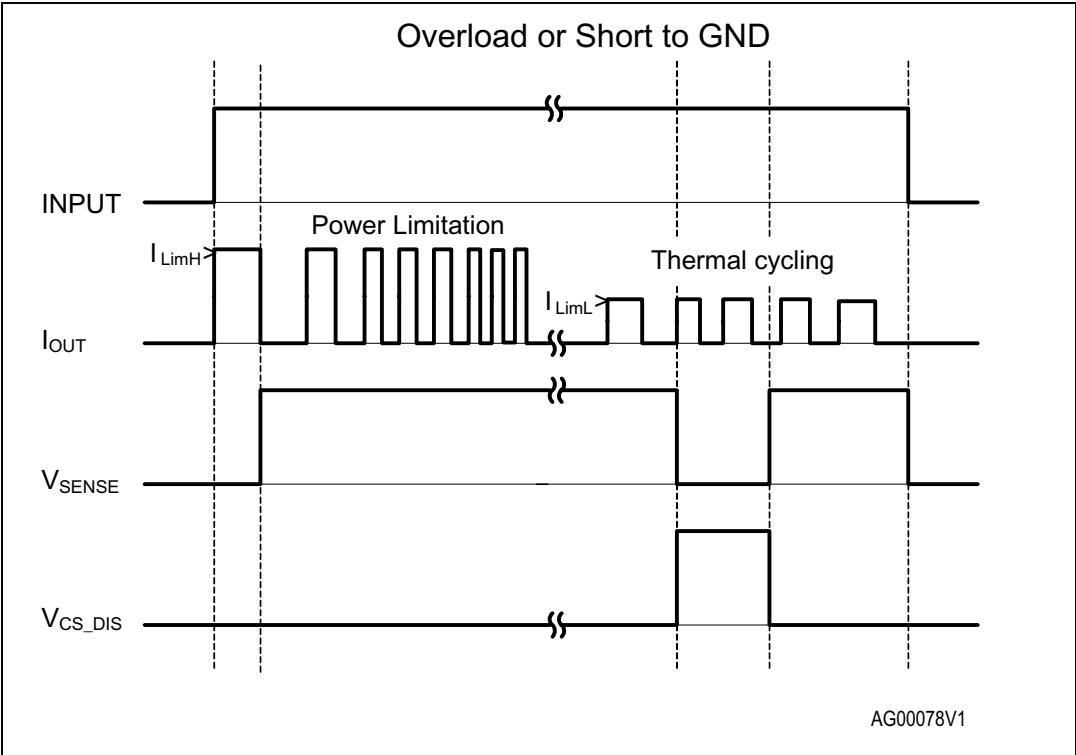 Overload or Short to GND
INPUT
Power Limitation
I LimH
Thermal cycling
I LimL
IOUT
VSENSE
VCS_DIS
AG00078V1